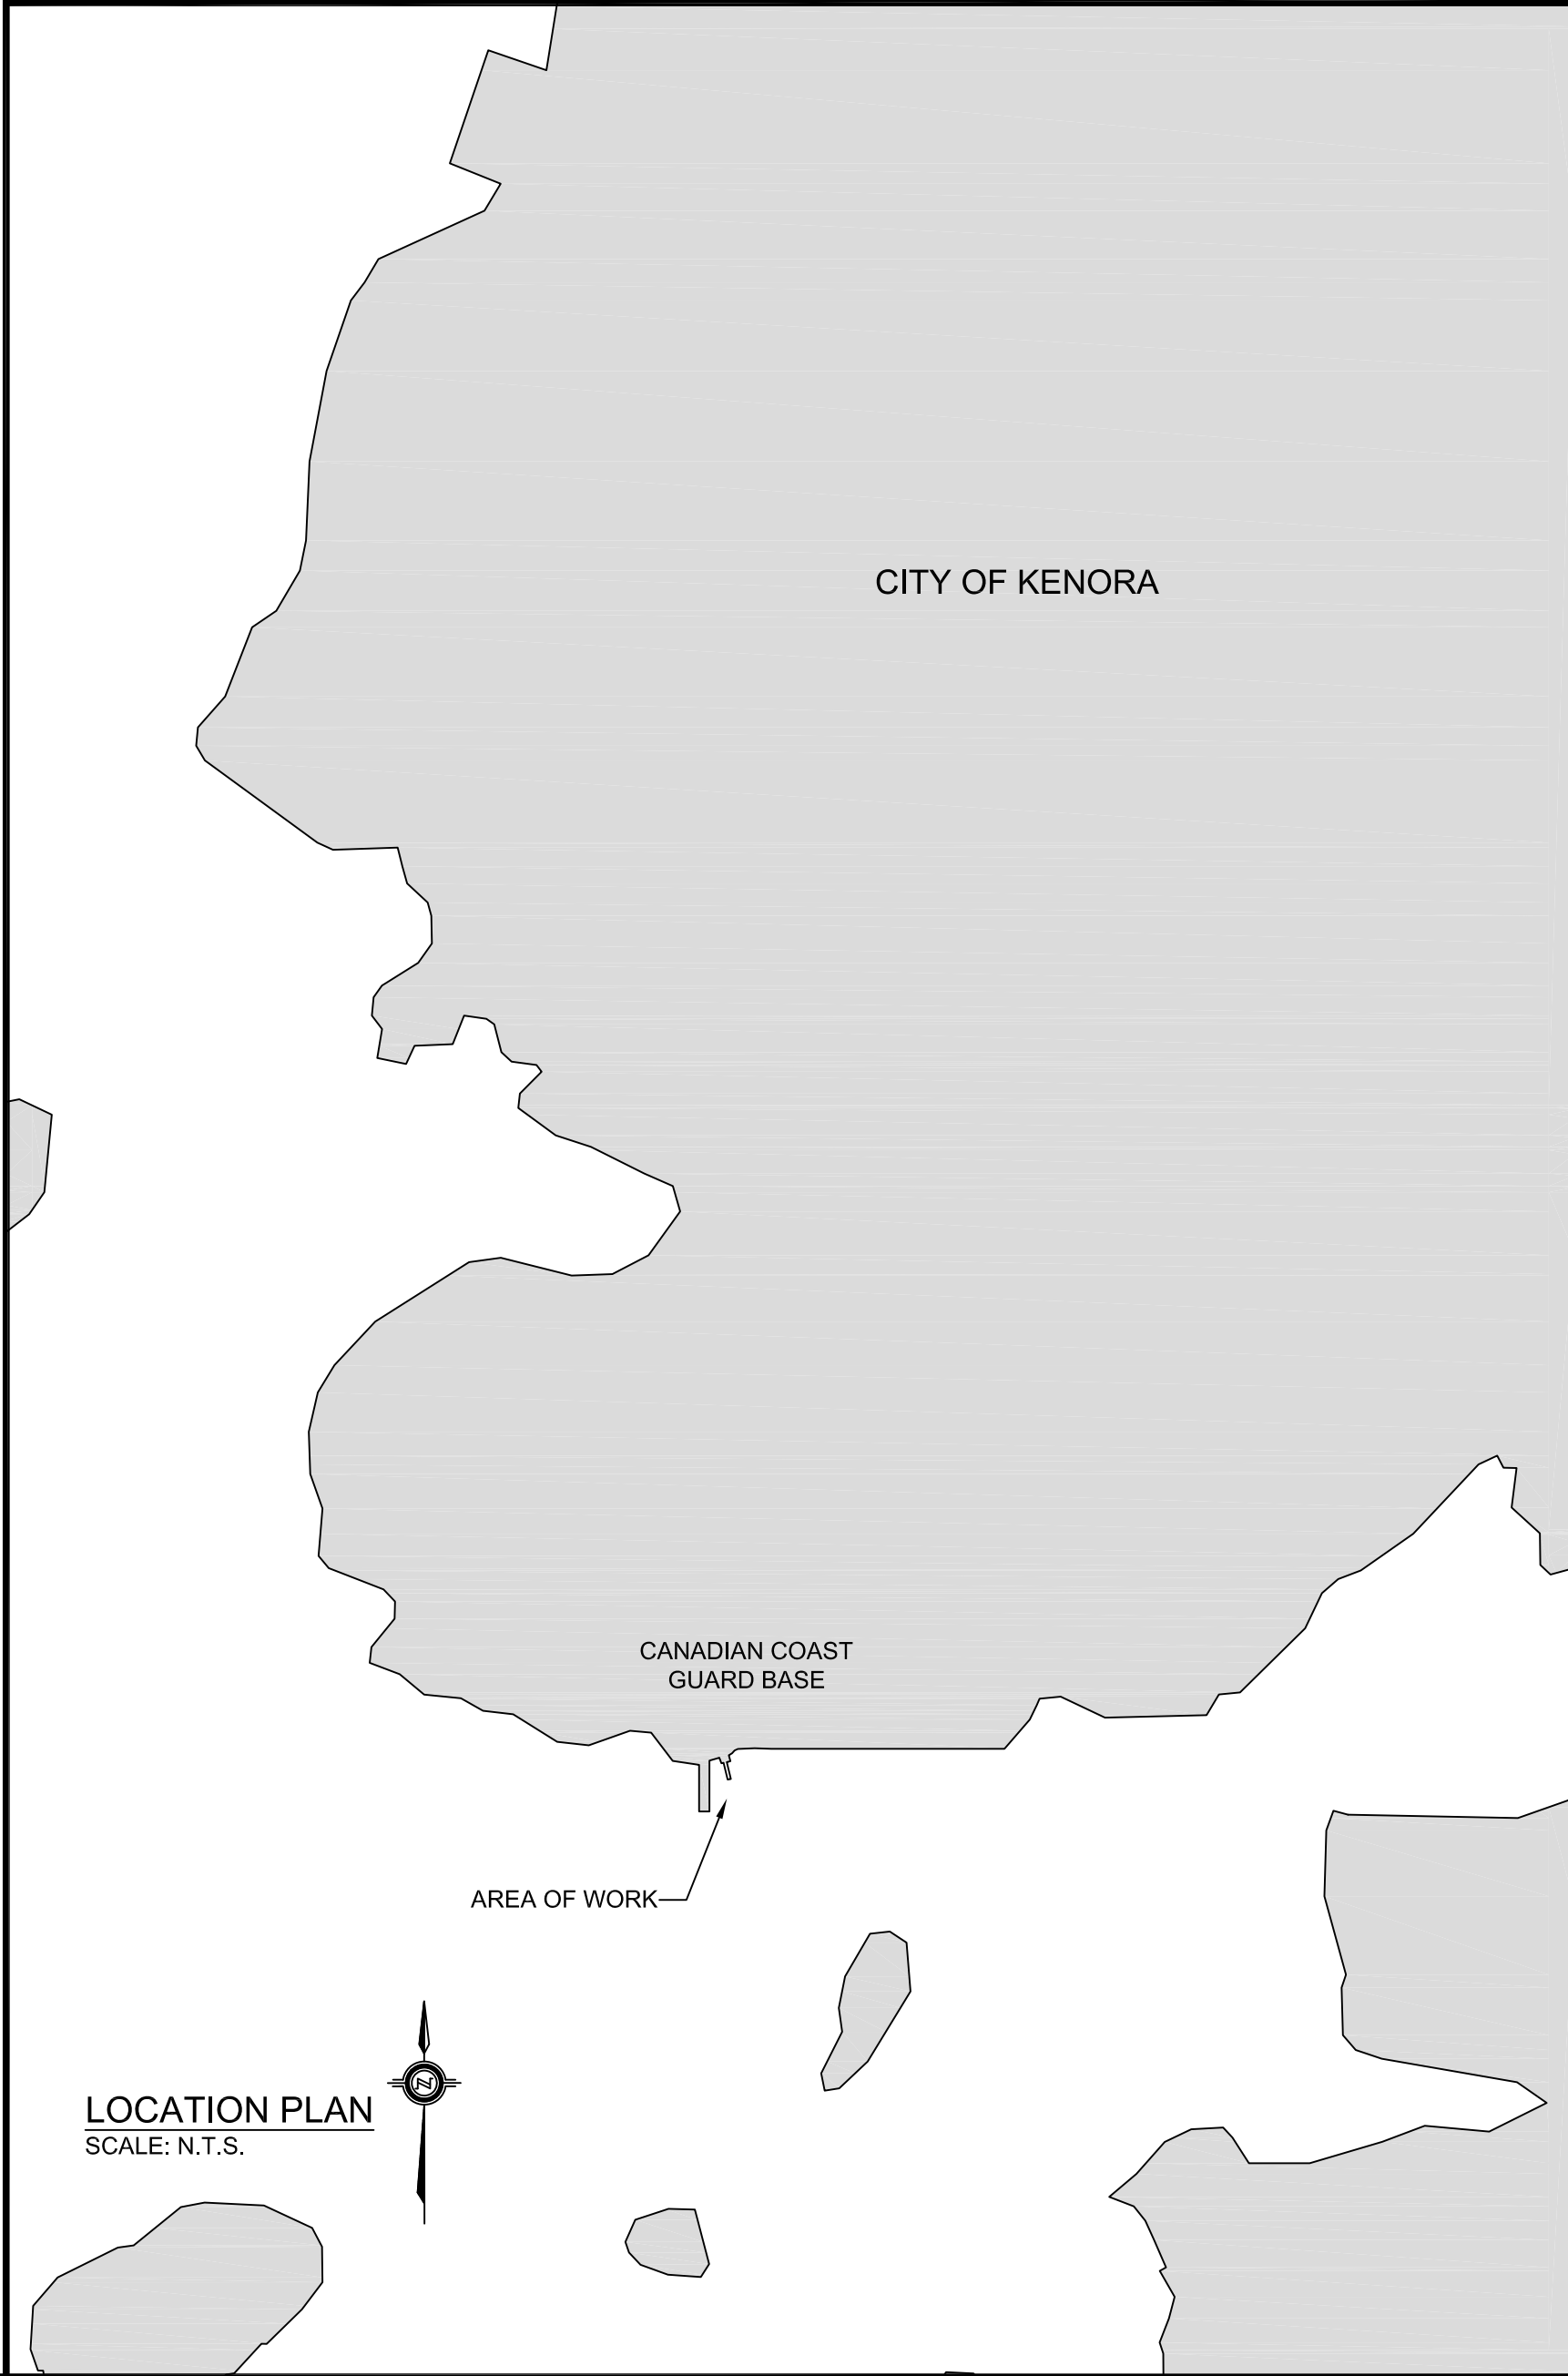 CITY OF KENORA
CANADIAN COAST
GUARD BASE
AREA OF WORK
N
LOCATION PLAN
SCALE: N.T.S.